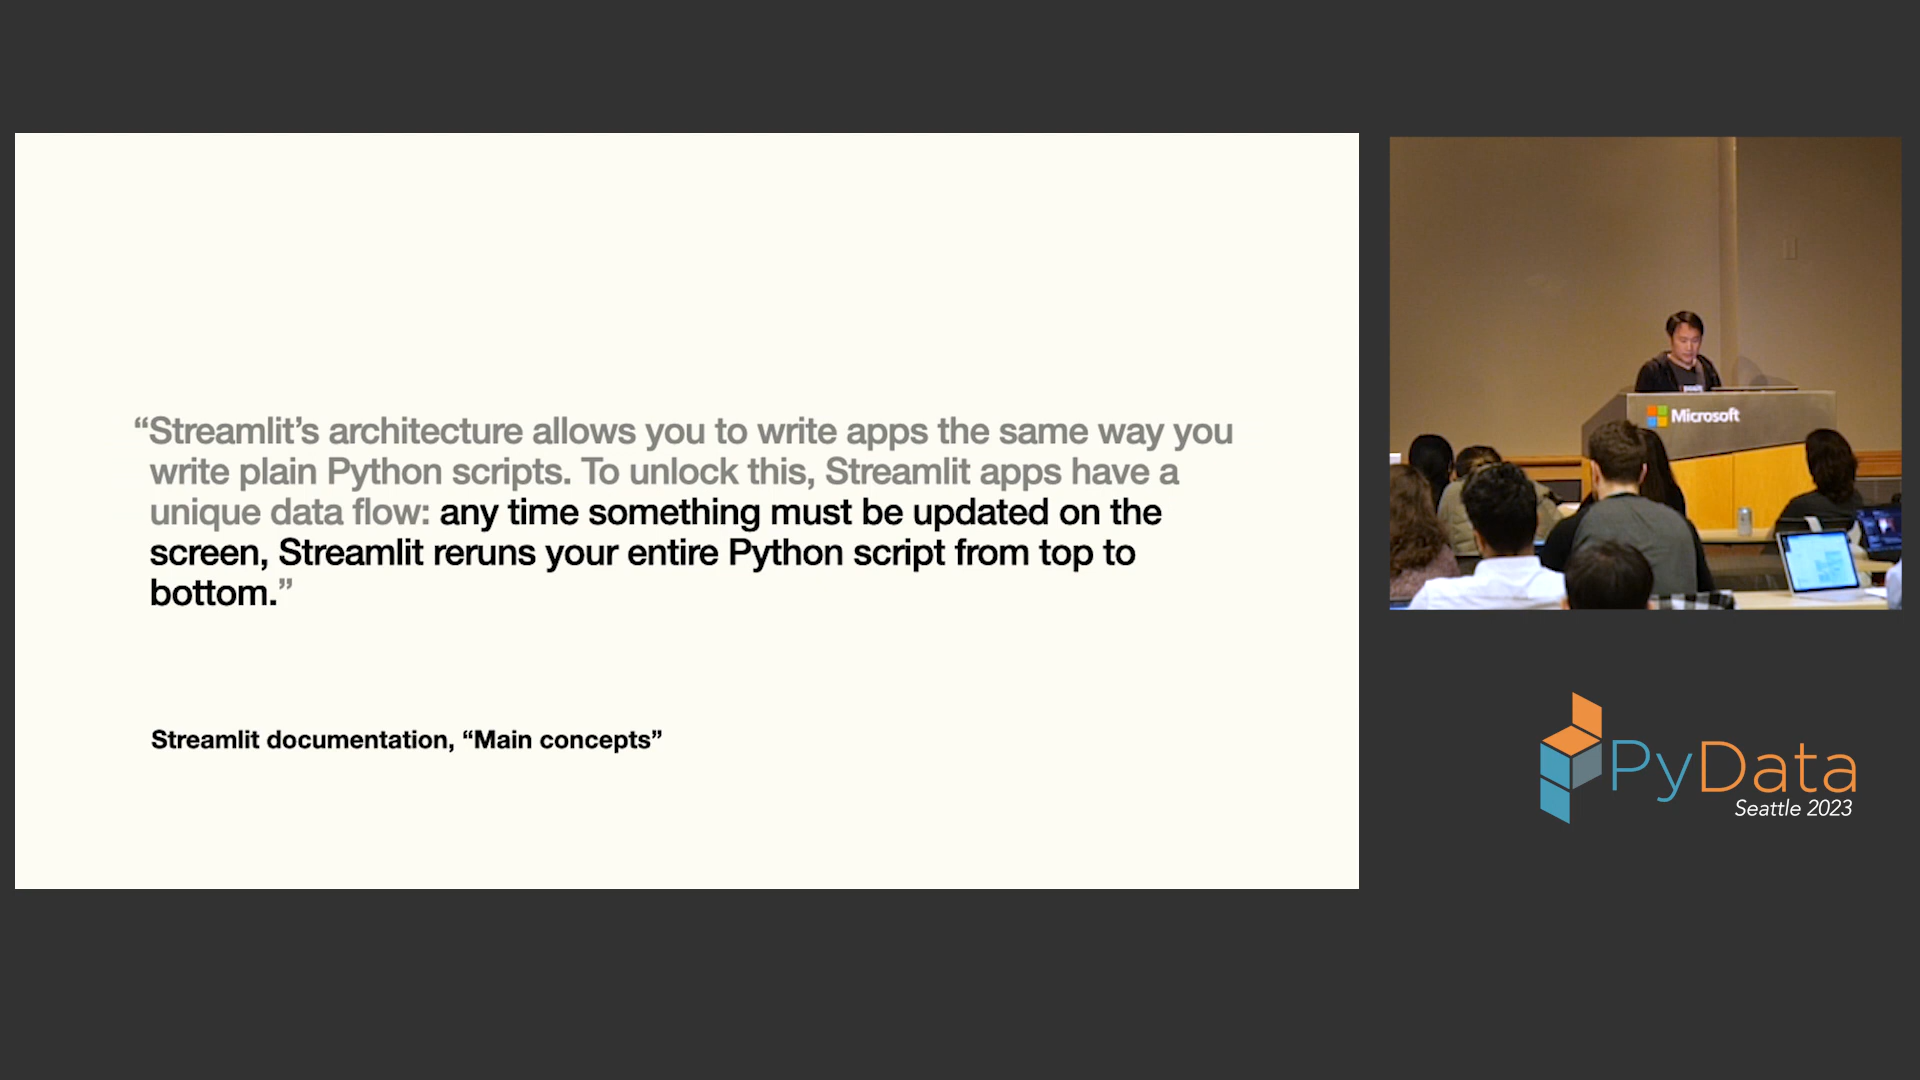 “Streamlit’s architecture allows you to write apps the same way you
write plain Python scripts. To unlock this, Streamlit apps have a
unique data flow: any time something must be updated on the
screen, Streamlit reruns your entire Python script from top to
bottom.”
Streamlit documentation, “Main concepts”
Microsoft
PyData
Seattle 2023